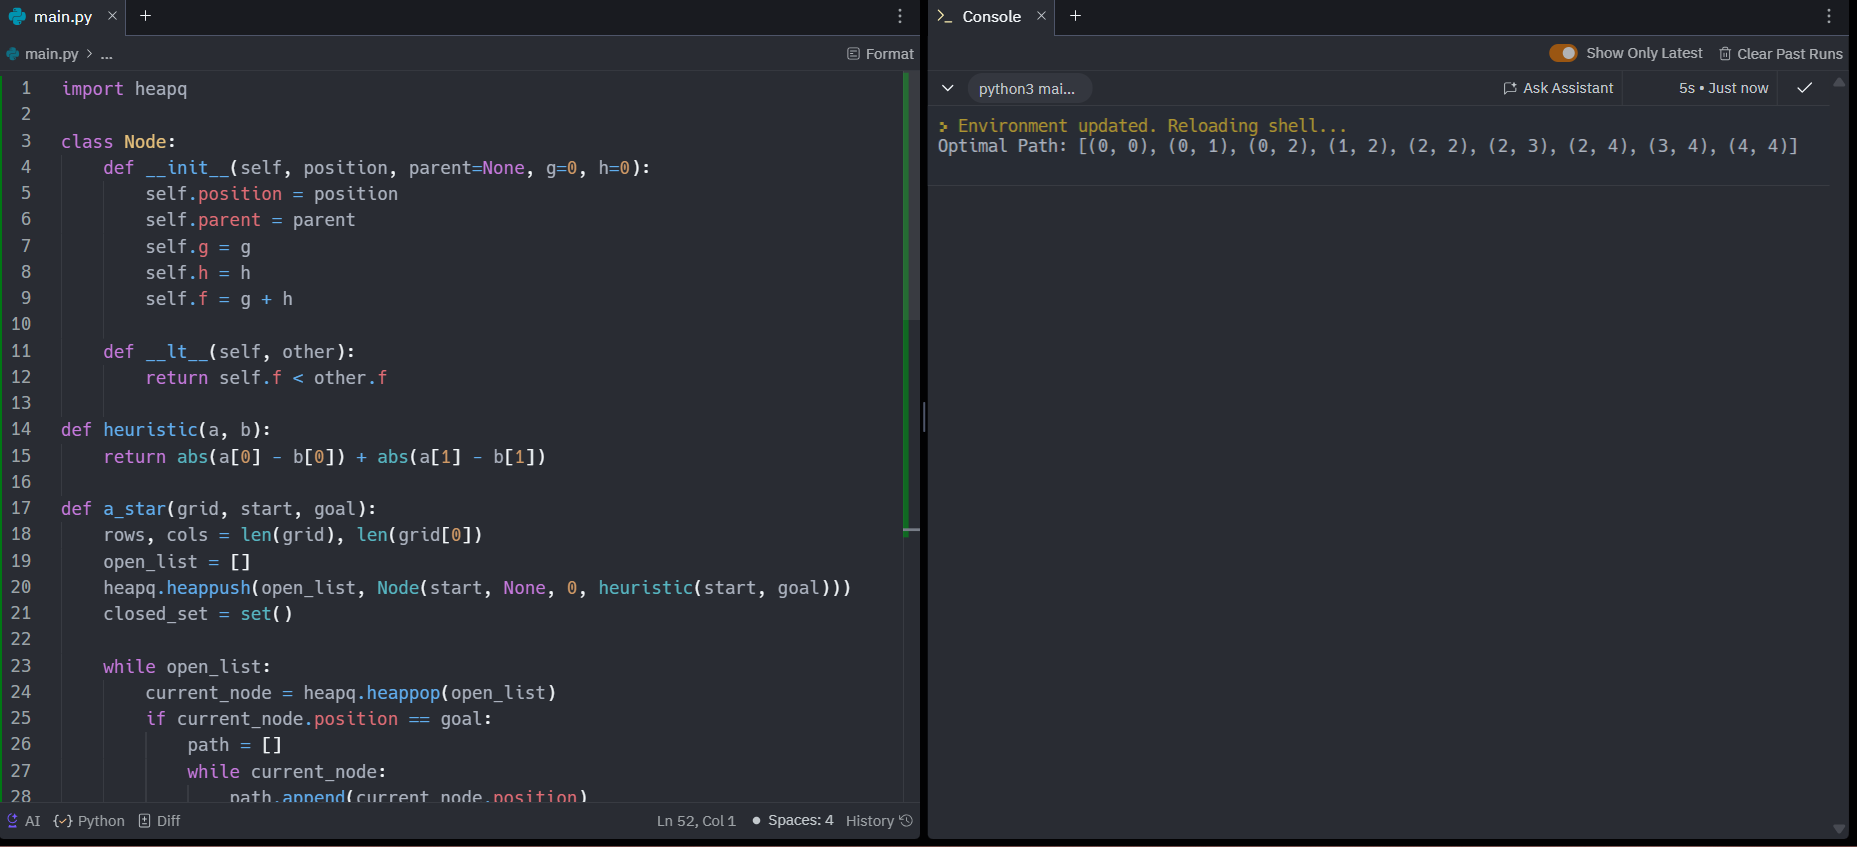 main.py
main.py > ...
Format
1 import heapq
2
3 class Node:
4     def __init__(self, position, parent=None, g=0, h=0):
5         self.position = position
6         self.parent = parent
7         self.g = g
8         self.h = h
9         self.f = g + h
10
11     def __lt__(self, other):
12         return self.f < other.f
13
14 def heuristic(a, b):
15     return abs(a[0] - b[0]) + abs(a[1] - b[1])
16
17 def a_star(grid, start, goal):
18     rows, cols = len(grid), len(grid[0])
19     open_list = []
20     heapq.heappush(open_list, Node(start, None, 0, heuristic(start, goal)))
21     closed_set = set()
22
23     while open_list:
24         current_node = heapq.heappop(open_list)
25         if current_node.position == goal:
26             path = []
27             while current_node:
28                 path.append(current_node.position)
AI {} Python Diff
Ln 52, Col 1 • Spaces: 4 History
Console
Show Only Latest Clear Past Runs
python3 mai... Ask Assistant 5s • Just now
Environment updated. Reloading shell...
Optimal Path: [(0, 0), (0, 1), (0, 2), (1, 2), (2, 2), (2, 3), (2, 4), (3, 4), (4, 4)]